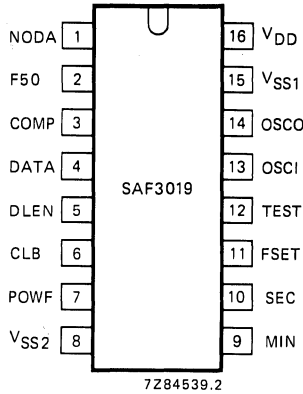 NODA 1 16 VDD
F50 2 15 VSS1
COMP 3 14 OSCO
DATA 4 13 OSCI
SAF3019
DLEN 5 12 TEST
CLB 6 11 FSET
POWF 7 10 SEC
VSS2 8 9 MIN
7Z84539.2